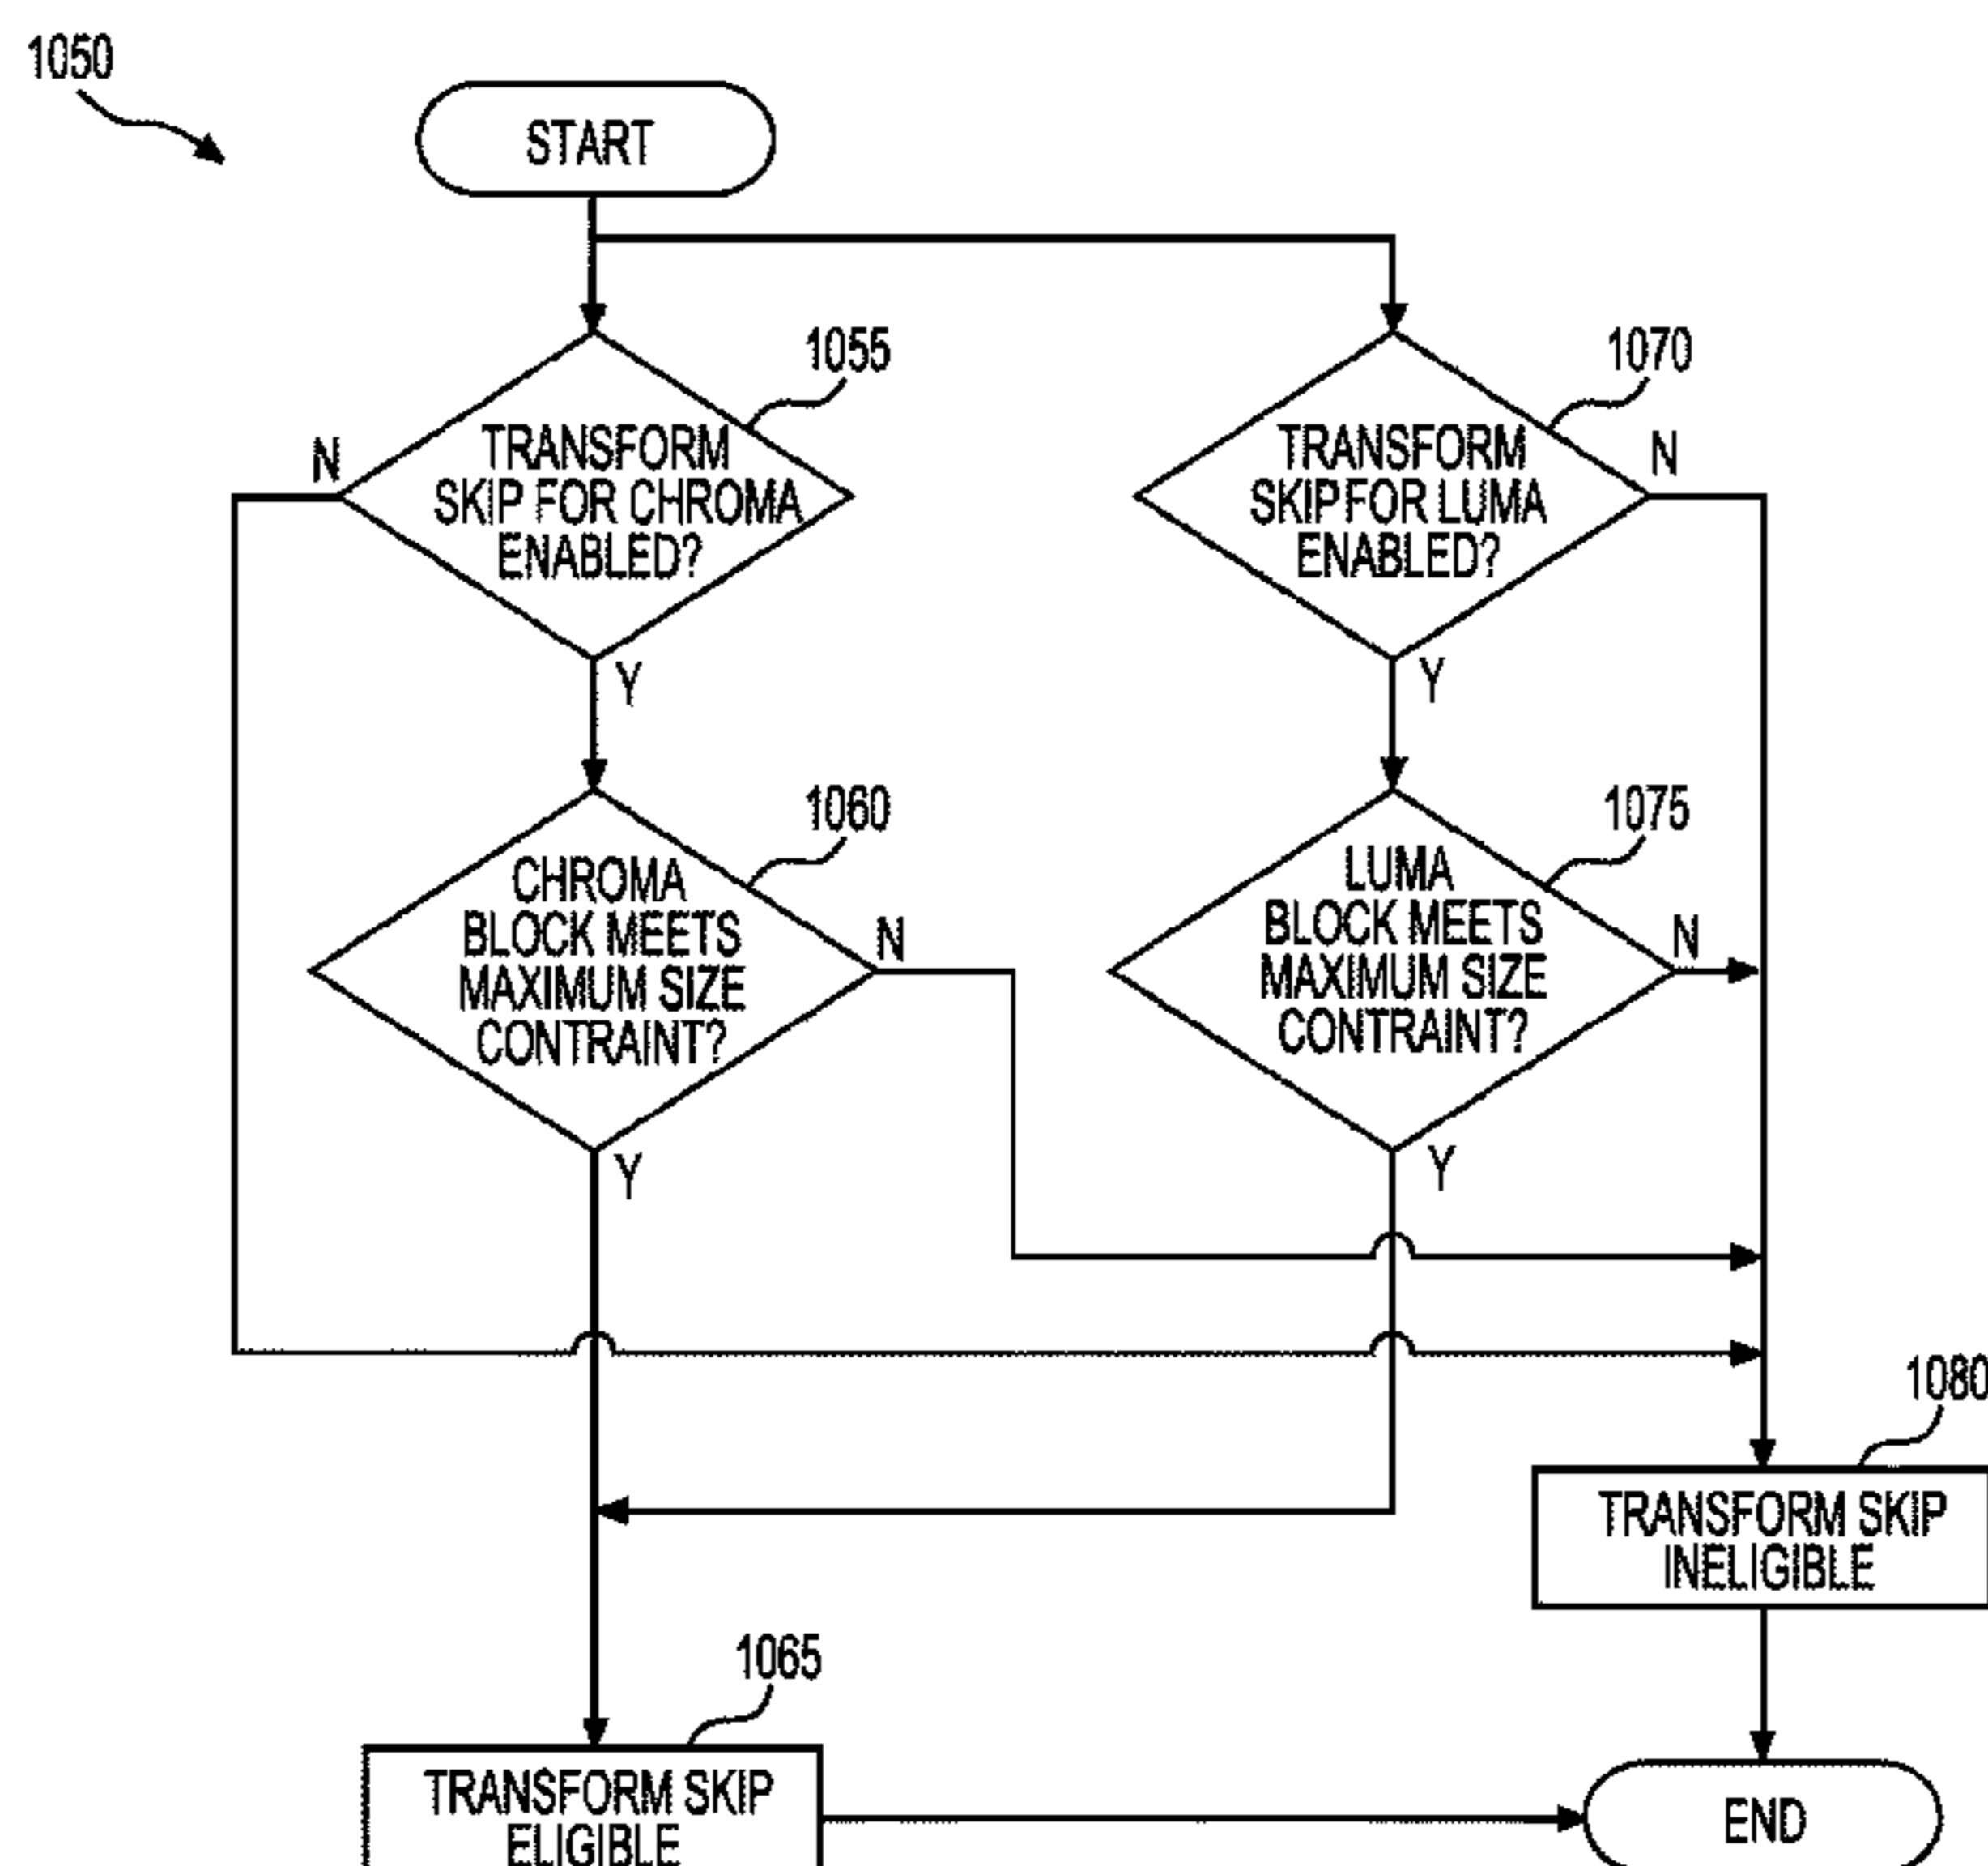 1050
START
1055
TRANSFORM
SKIP FOR CHROMA
ENABLED?
N
Y
1070
TRANSFORM
SKIP FOR LUMA
ENABLED?
N
Y
1060
CHROMA
BLOCK MEETS
MAXIMUM SIZE
CONTRAINT?
N
Y
1075
LUMA
BLOCK MEETS
MAXIMUM SIZE
CONTRAINT?
N
Y
1080
TRANSFORM SKIP
INELIGIBLE
1065
TRANSFORM SKIP
ELIGIBLE
END